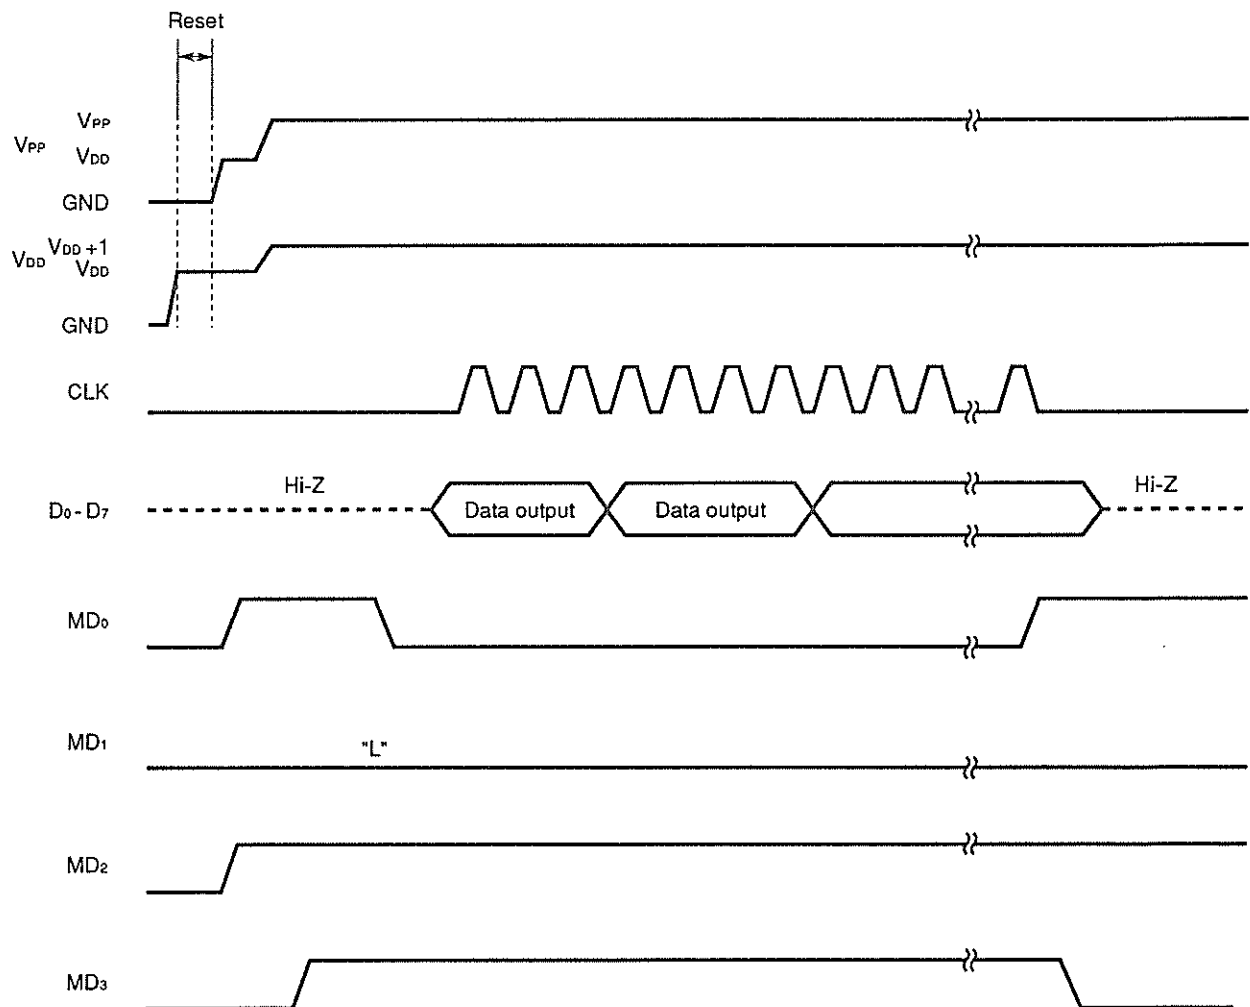 Reset
VPP
VPP
VDD
GND
VDD
VDD +1
VDD
GND
CLK
Hi-Z
Hi-Z
D0 - D7
Data output
Data output
MD0
MD1
"L"
MD2
MD3